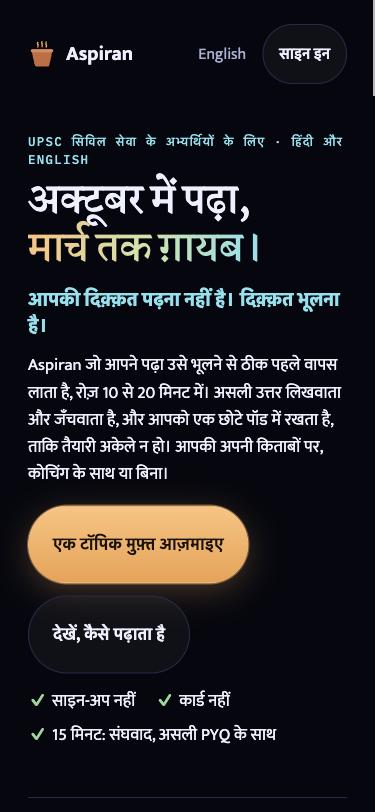 Aspiran
English
साइन इन
UPSC सिविल सेवा के अभ्यर्थियों के लिए · हिंदी और
ENGLISH
अक्टूबर में पढ़ा,
मार्च तक ग़ायब।
आपकी दिक़्क़त पढ़ना नहीं है। दिक़्क़त भूलना
है।
Aspiran जो आपने पढ़ा उसे भूलने से ठीक पहले वापस
लाता है, रोज़ 10 से 20 मिनट में। असली उत्तर लिखवाता
और जँचवाता है, और आपको एक छोटे पॉड में रखता है,
ताकि तैयारी अकेले न हो। आपकी अपनी किताबों पर,
कोचिंग के साथ या बिना।
एक टॉपिक मुफ़्त आज़माइए
देखें, कैसे पढ़ाता है
साइन-अप नहीं
कार्ड नहीं
15 मिनट: संघवाद, असली PYQ के साथ